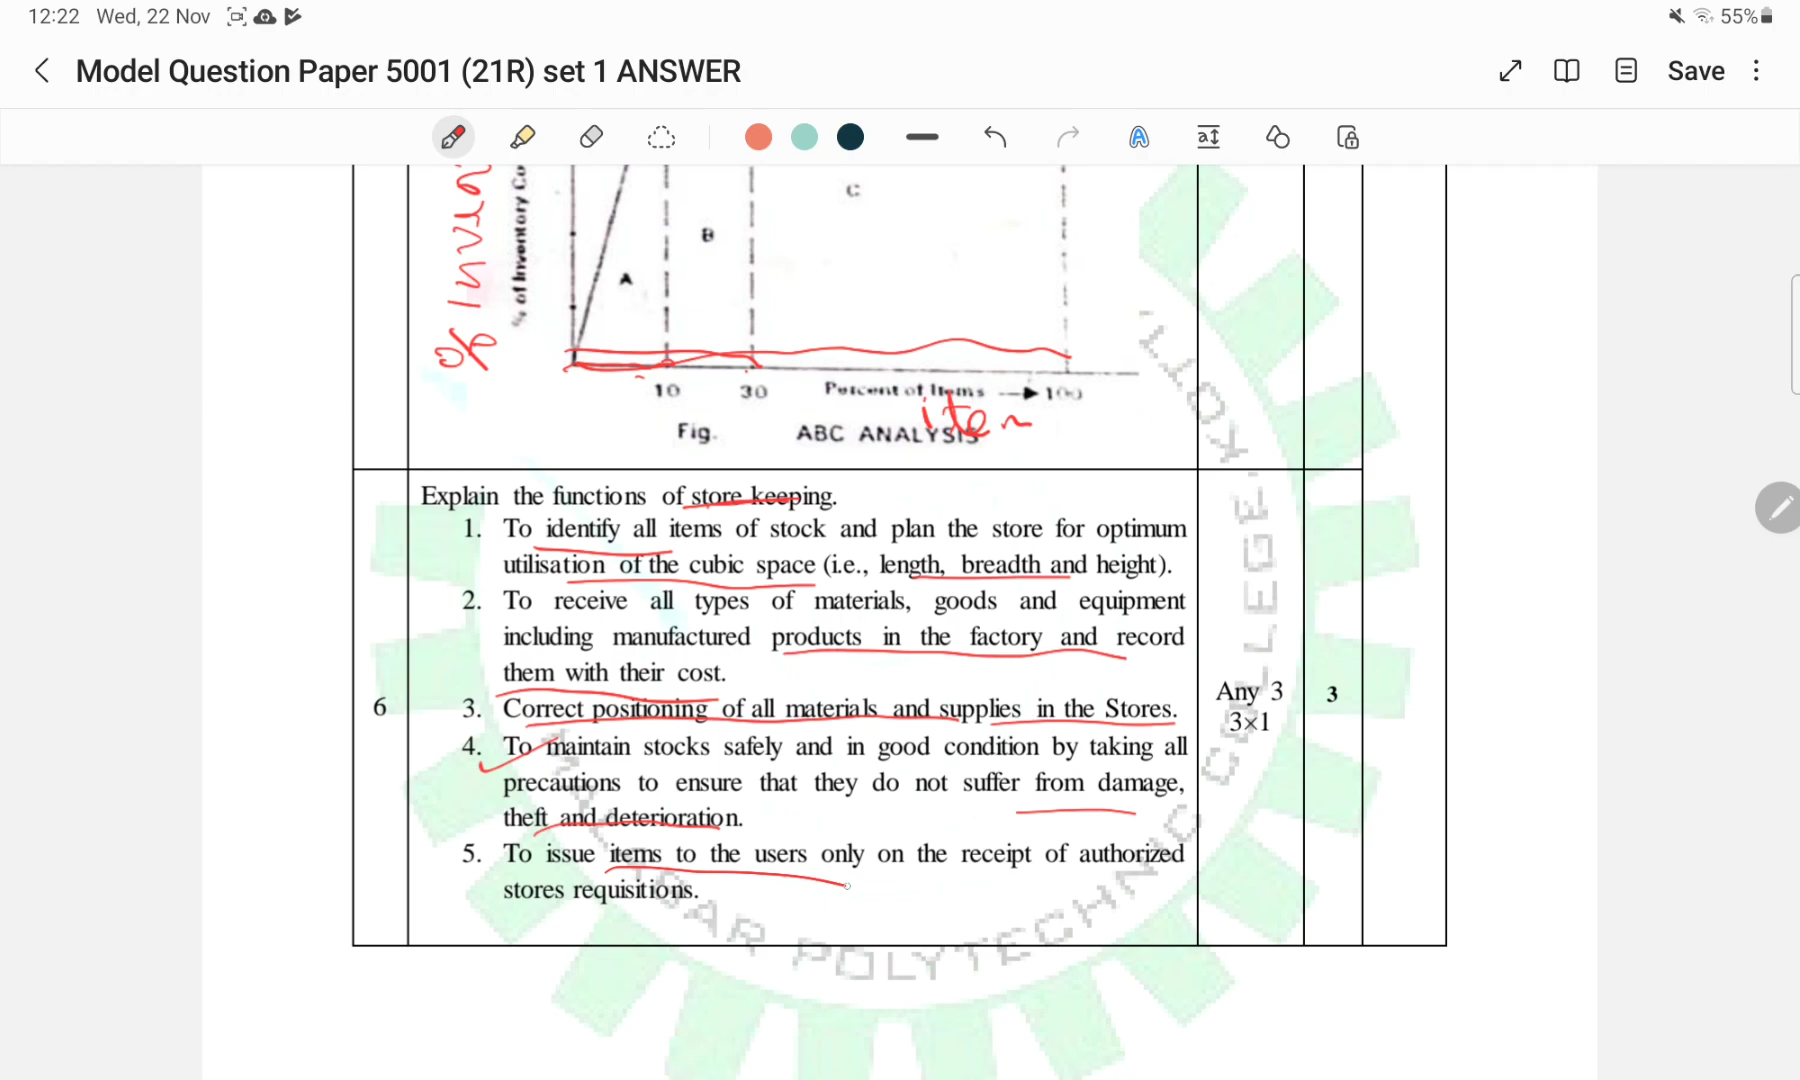 12:22 Wed, 22 Nov 55%
Model Question Paper 5001 (21R) set 1 ANSWER Save
% of Inventory Co
% Inven
C
B
A
10 30 Percent of Items 100
item
Fig. ABC ANALYSIS
Explain the functions of store keeping.
1. To identify all items of stock and plan the store for optimum
utilisation of the cubic space (i.e., length, breadth and height).
2. To receive all types of materials, goods and equipment
including manufactured products in the factory and record
them with their cost.
6
3. Correct positioning of all materials and supplies in the Stores.
Any 3
3×1
3
4. To maintain stocks safely and in good condition by taking all
precautions to ensure that they do not suffer from damage,
theft and deterioration.
5. To issue items to the users only on the receipt of authorized
stores requisitions.
POLYTECHNIC COLLEGE, KOTT